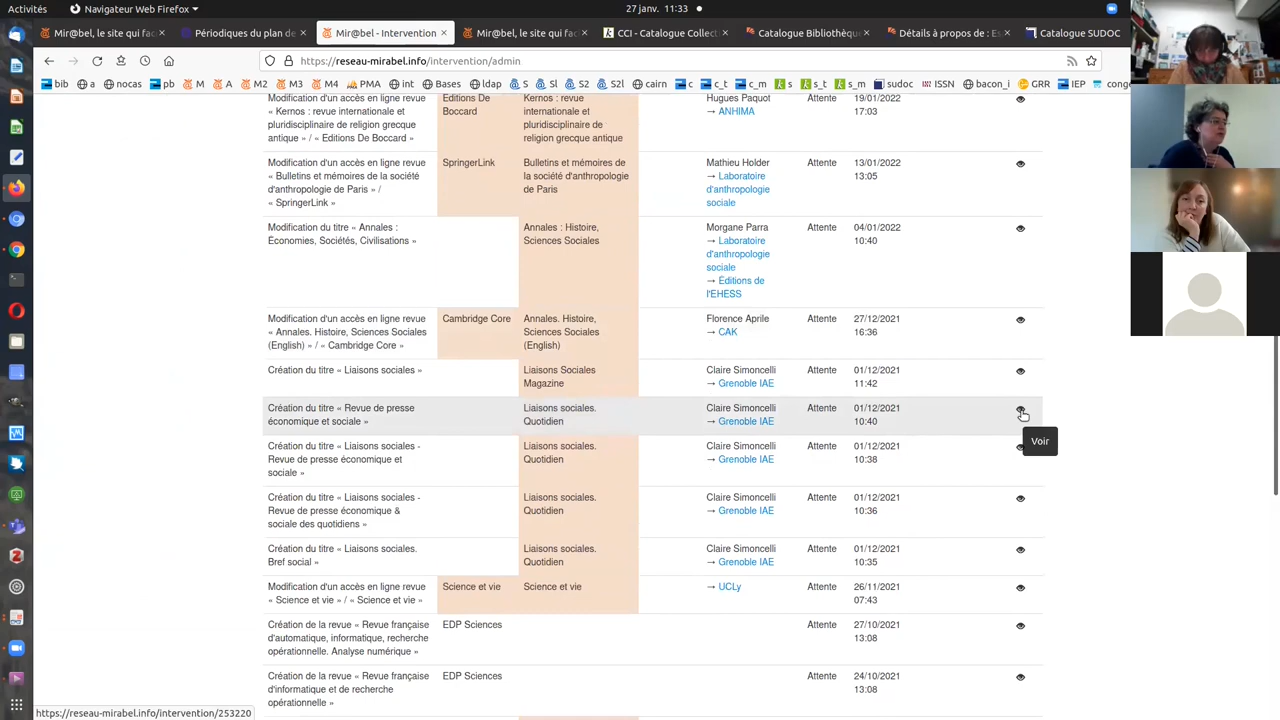 Activités
Navigateur Web Firefox
27 janv. 11:33
Mir@bel, le site qui fac
Périodiques du plan de
Mir@bel - Intervention
Mir@bel, le site qui fac
CCI - Catalogue Collect
Catalogue Bibliothèque
Détails à propos de : Es
Catalogue SUDOC
https://reseau-mirabel.info/intervention/admin
bib
a
nocas
pb
M
A
M2
M3
M4
PMA
int
Bases
ldap
S
Sl
S2
S2l
cairn
c
c_t
c_m
s
s_t
s_m
sudoc
ISSN
bacon_i
GRR
IEP
cong
Modification d'un accès en ligne revue
« Kernos : revue internationale et
pluridisciplinaire de religion grecque
antique » / « Editions De Boccard »
Editions De
Boccard
Kernos : revue
internationale et
pluridisciplinaire de
religion grecque
antique
Hugues Paquot
→ ANHIMA
Attente
19/01/2022
17:03
Modification d'un accès en ligne revue
« Bulletins et mémoires de la société
d'anthropologie de Paris » /
« SpringerLink »
SpringerLink
Bulletins et mémoires de
la société d'anthropologie
de Paris
Mathieu Holder
→ Laboratoire
d'anthropologie
sociale
Attente
13/01/2022
13:05
Modification du titre « Annales :
Économies, Sociétés, Civilisations »
Annales : Histoire,
Sciences Sociales
Morgane Parra
→ Laboratoire
d'anthropologie
sociale
→ Éditions de
l'EHESS
Attente
04/01/2022
10:40
Modification d'un accès en ligne revue
« Annales. Histoire, Sciences Sociales
(English) » / « Cambridge Core »
Cambridge Core
Annales. Histoire,
Sciences Sociales
(English)
Florence Aprile
→ CAK
Attente
27/12/2021
16:36
Création du titre « Liaisons sociales »
Liaisons Sociales
Magazine
Claire Simoncelli
→ Grenoble IAE
Attente
01/12/2021
11:42
Création du titre « Revue de presse
économique et sociale »
Liaisons sociales.
Quotidien
Claire Simoncelli
→ Grenoble IAE
Attente
01/12/2021
10:40
Voir
Création du titre « Liaisons sociales -
Revue de presse économique et
sociale »
Liaisons sociales.
Quotidien
Claire Simoncelli
→ Grenoble IAE
Attente
01/12/2021
10:38
Création du titre « Liaisons sociales -
Revue de presse économique &
sociale des quotidiens »
Liaisons sociales.
Quotidien
Claire Simoncelli
→ Grenoble IAE
Attente
01/12/2021
10:36
Création du titre « Liaisons sociales.
Bref social »
Liaisons sociales.
Quotidien
Claire Simoncelli
→ Grenoble IAE
Attente
01/12/2021
10:35
Modification d'un accès en ligne revue
« Science et vie » / « Science et vie »
Science et vie
Science et vie
→ UCLy
Attente
26/11/2021
07:43
Création de la revue « Revue française
d'automatique, informatique, recherche
opérationnelle. Analyse numérique »
EDP Sciences
Attente
27/10/2021
13:08
Création de la revue « Revue française
d'informatique et de recherche
opérationnelle »
EDP Sciences
Attente
24/10/2021
13:08
https://reseau-mirabel.info/intervention/253220